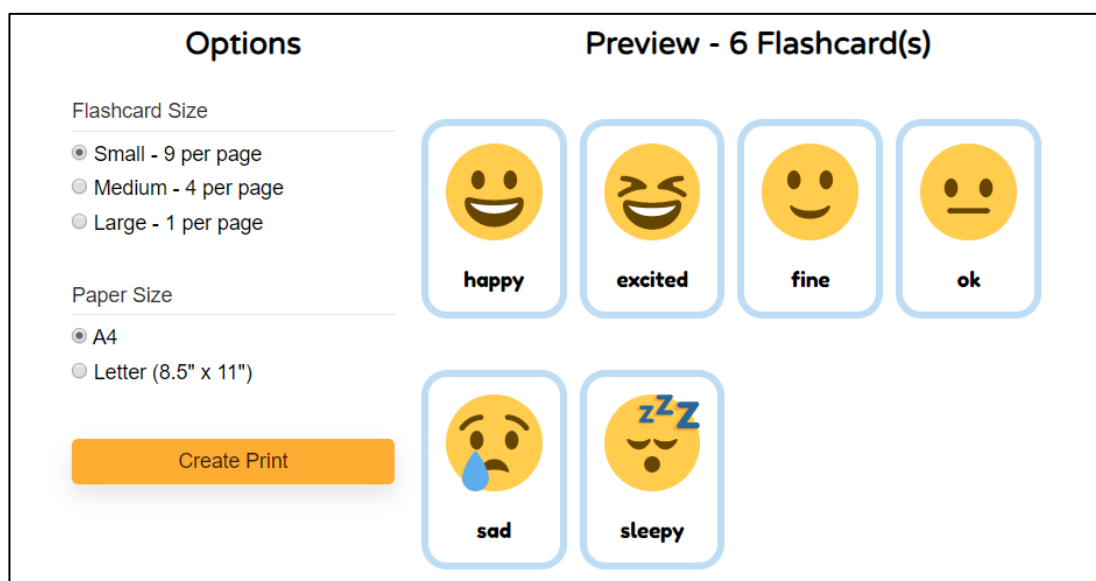 Options
Flashcard Size
Small - 9 per page
Medium - 4 per page
Large - 1 per page
Paper Size
A4
Letter (8.5" x 11")
Create Print
Preview - 6 Flashcard(s)
happy
excited
fine
ok
zzz
sad
sleepy